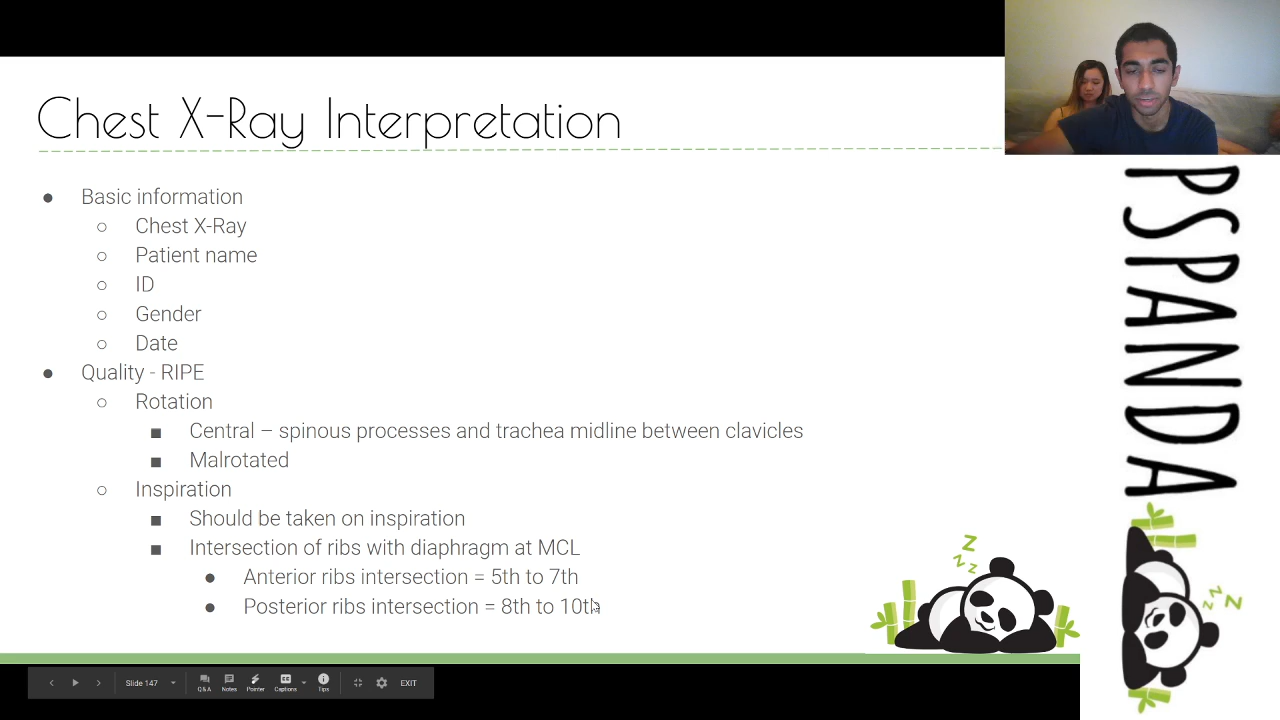 Chest X-Ray Interpretation
● Basic information
○ Chest X-Ray
○ Patient name
○ ID
○ Gender
○ Date
● Quality - RIPE
○ Rotation
■ Central – spinous processes and trachea midline between clavicles
■ Malrotated
○ Inspiration
■ Should be taken on inspiration
■ Intersection of ribs with diaphragm at MCL
● Anterior ribs intersection = 5th to 7th
● Posterior ribs intersection = 8th to 10th
z z z
PSPANDA
z z z
Slide 147
Q&A Notes Pointer Captions Tips EXIT